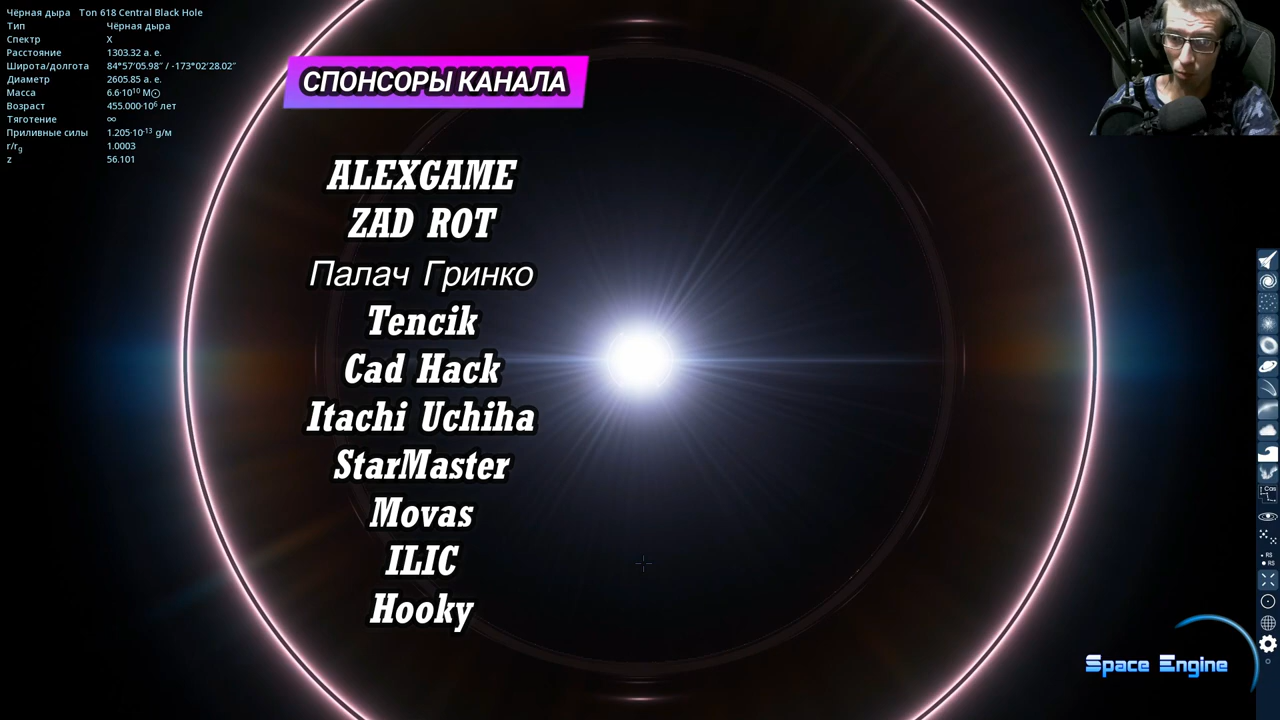 Чёрная дыра Ton 618 Central Black Hole
Тип Чёрная дыра
Спектр X
Расстояние 1303.32 а. е.
Широта/долгота 84°57′05.98″ / -173°02′28.02″
Диаметр 2605.85 а. е.
Масса 6.6·10¹⁰ M☉
Возраст 455.000·10⁶ лет
Тяготение ∞
Приливные силы 1.205·10⁻¹³ g/м
r/rg 1.0003
z 56.101
СПОНСОРЫ КАНАЛА
ALEXGAME
ZAD ROT
Палач Гринко
Tencik
Cad Hack
Itachi Uchiha
StarMaster
Movas
ILIC
Hooky
Cas
RS
RS
Space Engine